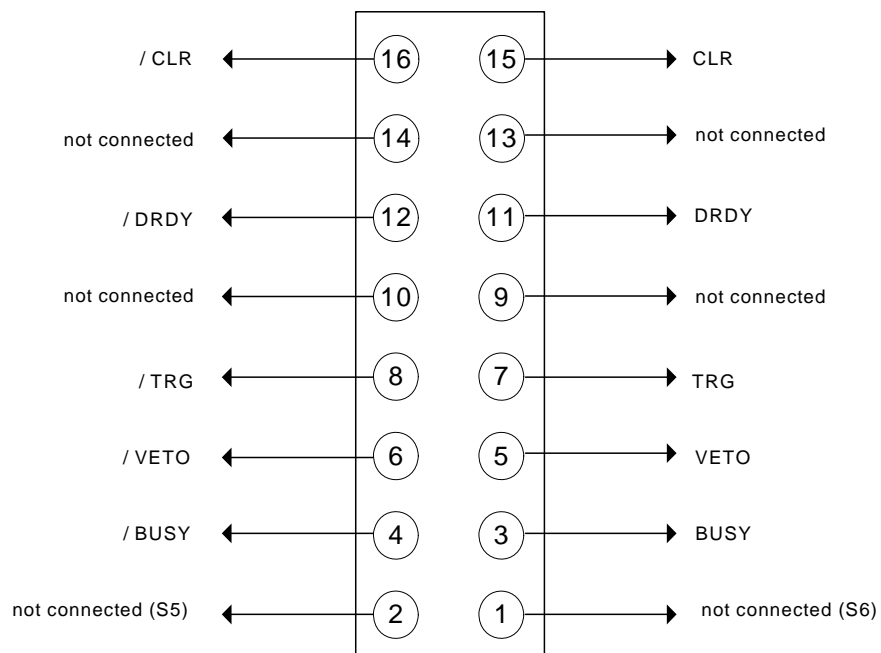 / CLR 16 15 CLR
not connected 14 13 not connected
/ DRDY 12 11 DRDY
not connected 10 9 not connected
/ TRG 8 7 TRG
/ VETO 6 5 VETO
/ BUSY 4 3 BUSY
not connected (S5) 2 1 not connected (S6)